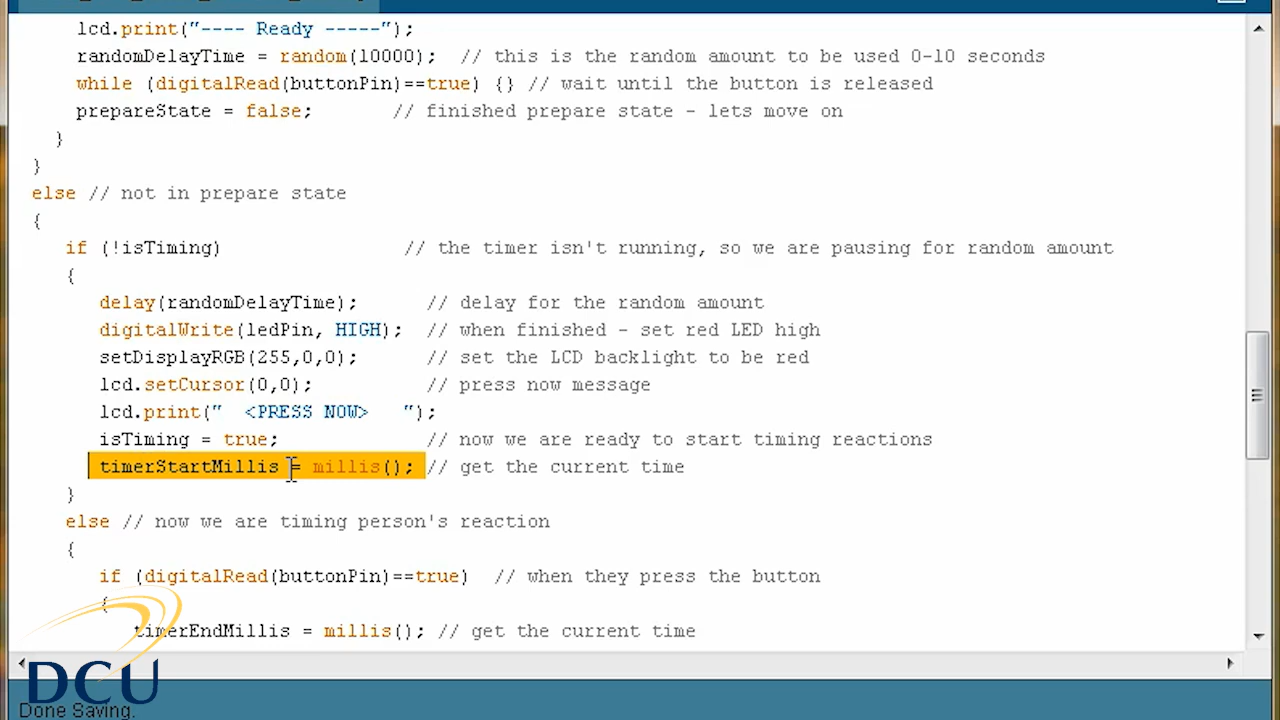 lcd.print("---- Ready -----");
randomDelayTime = random(10000); // this is the random amount to be used 0-10 seconds
while (digitalRead(buttonPin)==true) {} // wait until the button is released
prepareState = false; // finished prepare state - lets move on
}
}
else // not in prepare state
{
if (!isTiming) // the timer isn't running, so we are pausing for random amount
{
delay(randomDelayTime); // delay for the random amount
digitalWrite(ledPin, HIGH); // when finished - set red LED high
setDisplayRGB(255,0,0); // set the LCD backlight to be red
lcd.setCursor(0,0); // press now message
lcd.print("  <PRESS NOW>   ");
isTiming = true; // now we are ready to start timing reactions
timerStartMillis = millis(); // get the current time
}
else // now we are timing person's reaction
{
if (digitalRead(buttonPin)==true) // when they press the button
{
timerEndMillis = millis(); // get the current time
DCU
Done Saving.